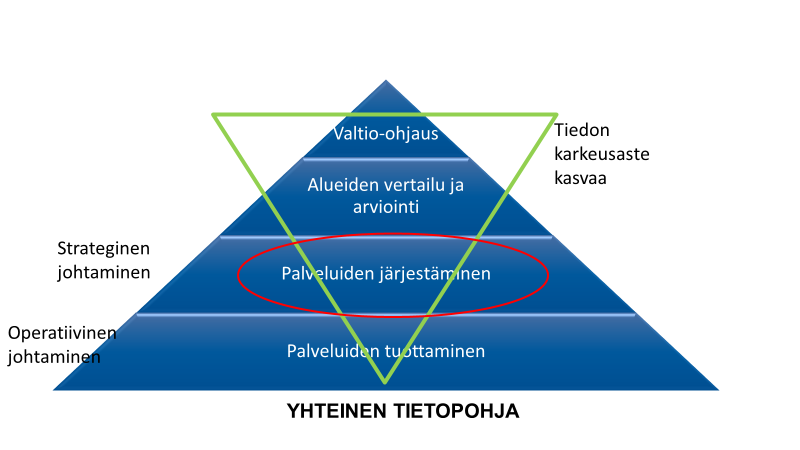 Valtio-ohjaus
Tiedon
karkeusaste
kasvaa
Alueiden vertailu ja
arviointi
Strateginen
johtaminen
Palveluiden järjestäminen
Operatiivinen
johtaminen
Palveluiden tuottaminen
YHTEINEN TIETOPOHJA